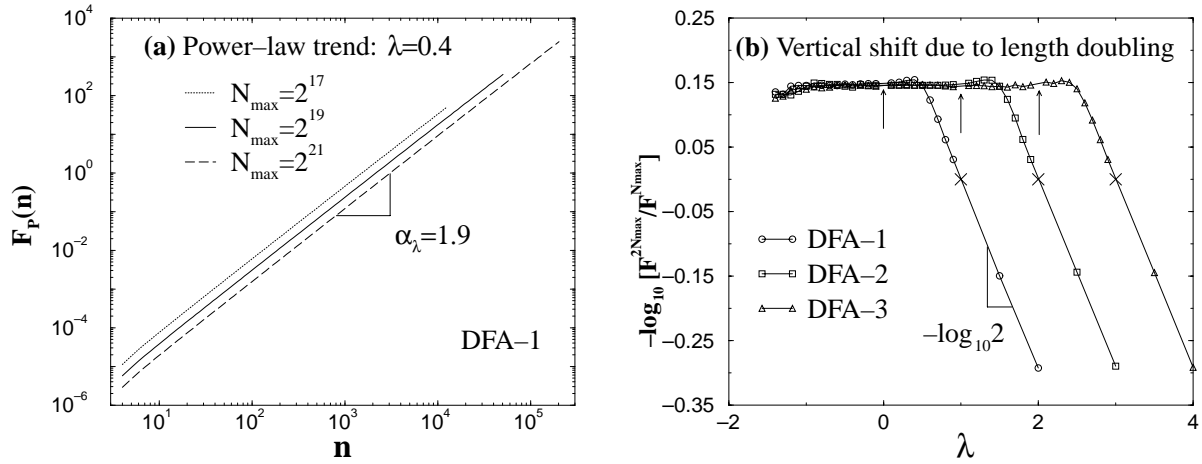 (a) Power–law trend: λ=0.4
N_max=2^17
N_max=2^19
N_max=2^21
α_λ=1.9
DFA–1
F_P(n)
10^4
10^2
10^0
10^−2
10^−4
10^−6
10^1
10^2
10^3
10^4
10^5
n
(b) Vertical shift due to length doubling
DFA–1
DFA–2
DFA–3
−log_10 2
−log_10 [F^2Nmax/F^Nmax]
0.25
0.15
0.05
−0.05
−0.15
−0.25
−0.35
−2
0
2
4
λ